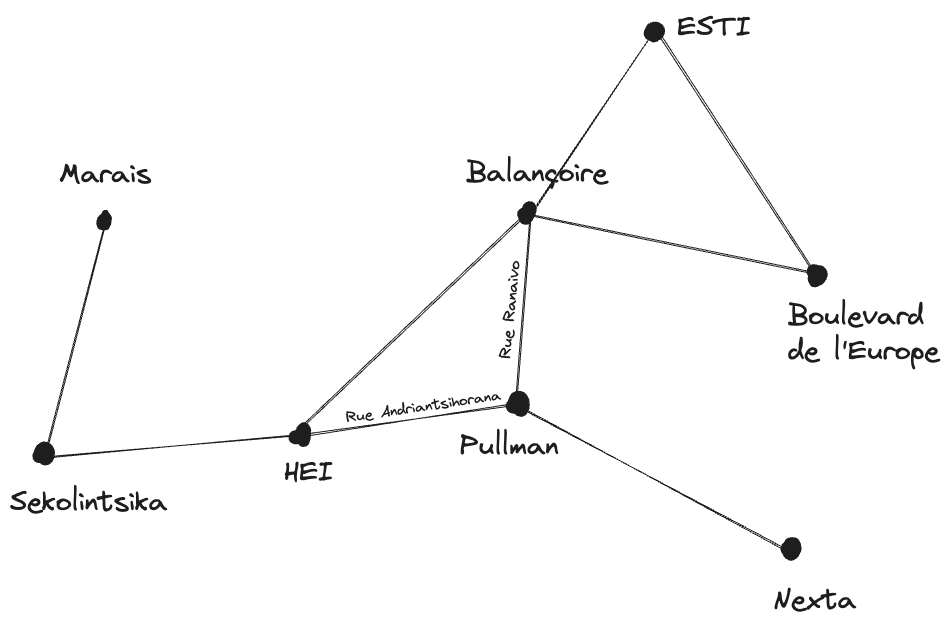 ESTI
Marais
Balançoire
Rue Ranaivo
Boulevard
de l'Europe
Rue Andriantsihorana
Pullman
HEI
Sekolintsika
Nexta